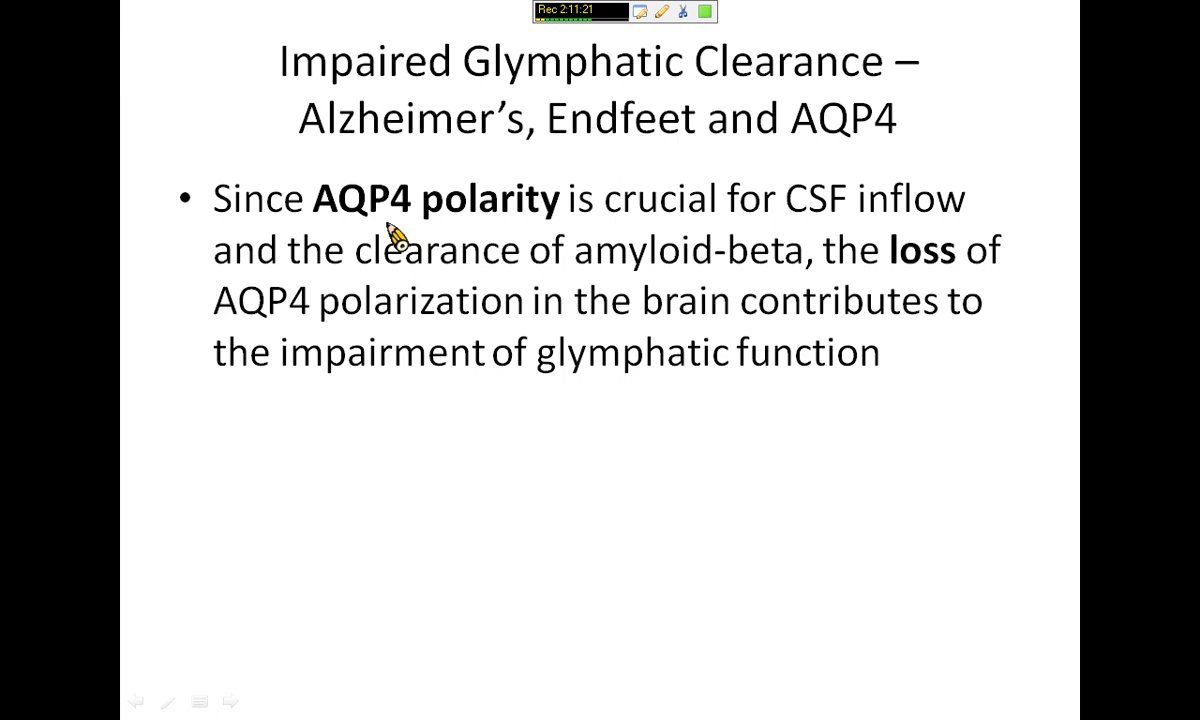 Rec 2:11:21
Impaired Glymphatic Clearance –
Alzheimer’s, Endfeet and AQP4
• Since AQP4 polarity is crucial for CSF inflow
and the clearance of amyloid-beta, the loss of
AQP4 polarization in the brain contributes to
the impairment of glymphatic function